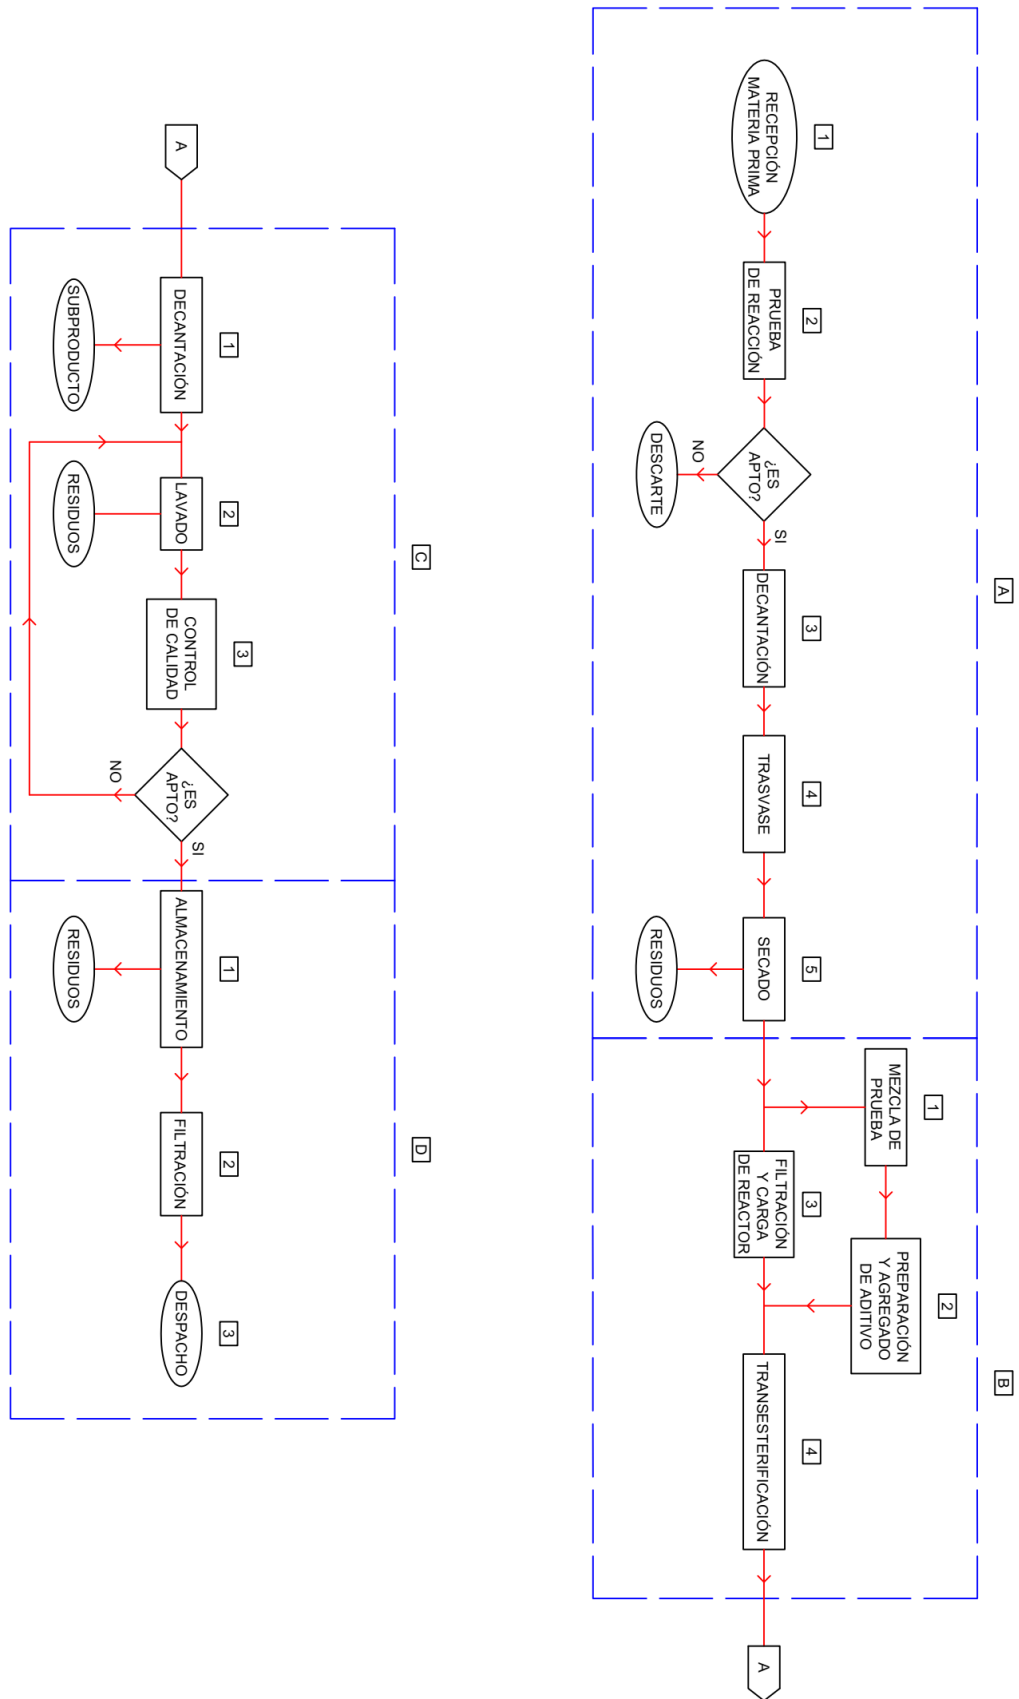 A
1
RECEPCIÓN
MATERIA PRIMA
2
PRUEBA
DE REACCIÓN
¿ES
APTO?
NO
DESCARTE
SI
3
DECANTACIÓN
4
TRASVASE
5
SECADO
RESIDUOS
B
1
MEZCLA DE
PRUEBA
2
PREPARACIÓN
Y AGREGADO
DE ADITIVO
3
FILTRACIÓN
Y CARGA
DE REACTOR
4
TRANSESTERIFICACIÓN
A
A
C
1
DECANTACIÓN
SUBPRODUCTO
2
LAVADO
RESIDUOS
3
CONTROL
DE CALIDAD
¿ES
APTO?
NO
SI
D
1
ALMACENAMIENTO
RESIDUOS
2
FILTRACIÓN
3
DESPACHO